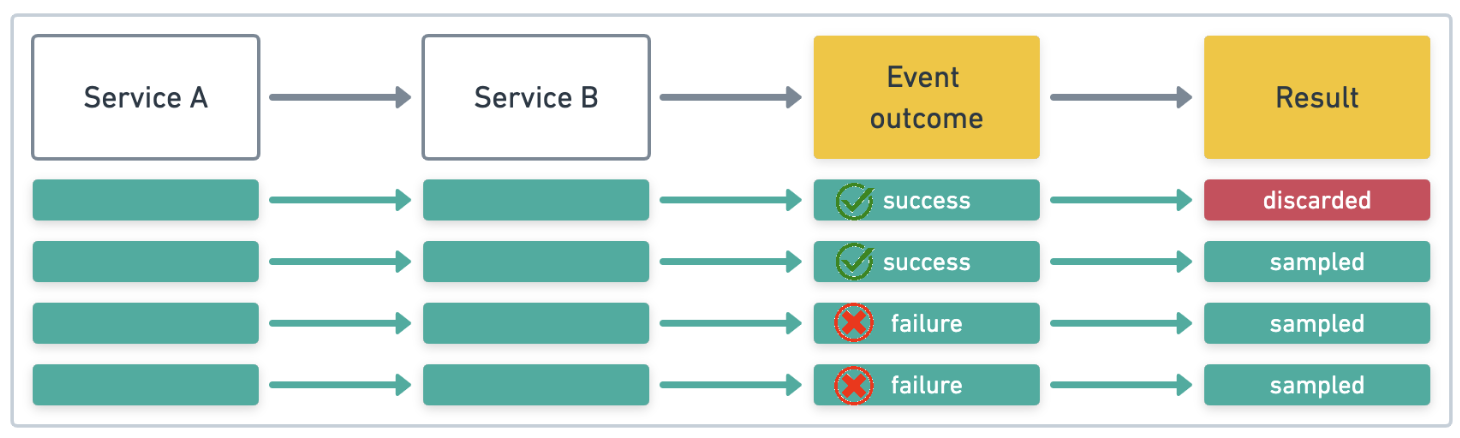 Service A
Service B
Event
outcome
Result
success
discarded
success
sampled
failure
sampled
failure
sampled